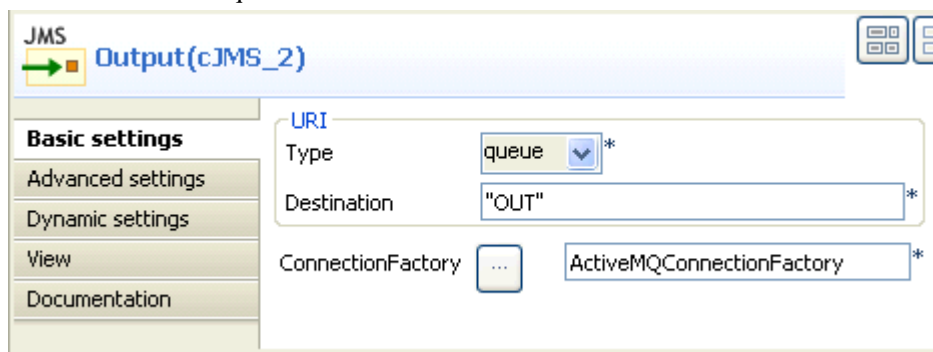 JMS
Output(cJMS_2)
Basic settings
Advanced settings
Dynamic settings
View
Documentation
URI
Type queue *
Destination "OUT" *
ConnectionFactory ... ActiveMQConnectionFactory *